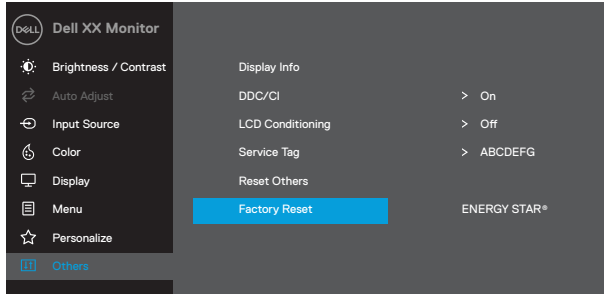 DELL Dell XX Monitor
Brightness / Contrast
Display Info
Auto Adjust
DDC/CI > On
Input Source
LCD Conditioning > Off
Color
Service Tag > ABCDEFG
Display
Reset Others
Menu
Factory Reset ENERGY STAR®
Personalize
Others